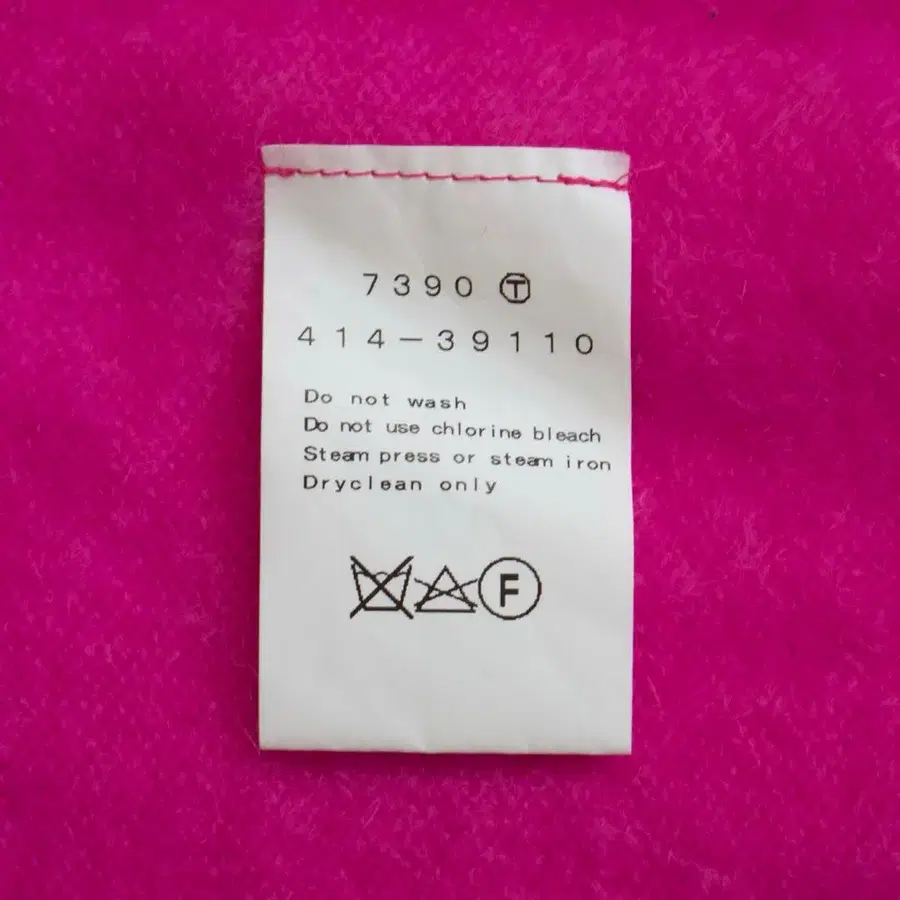 7390 Ⓣ
414-39110
Do not wash
Do not use chlorine bleach
Steam press or steam iron
Dryclean only
F